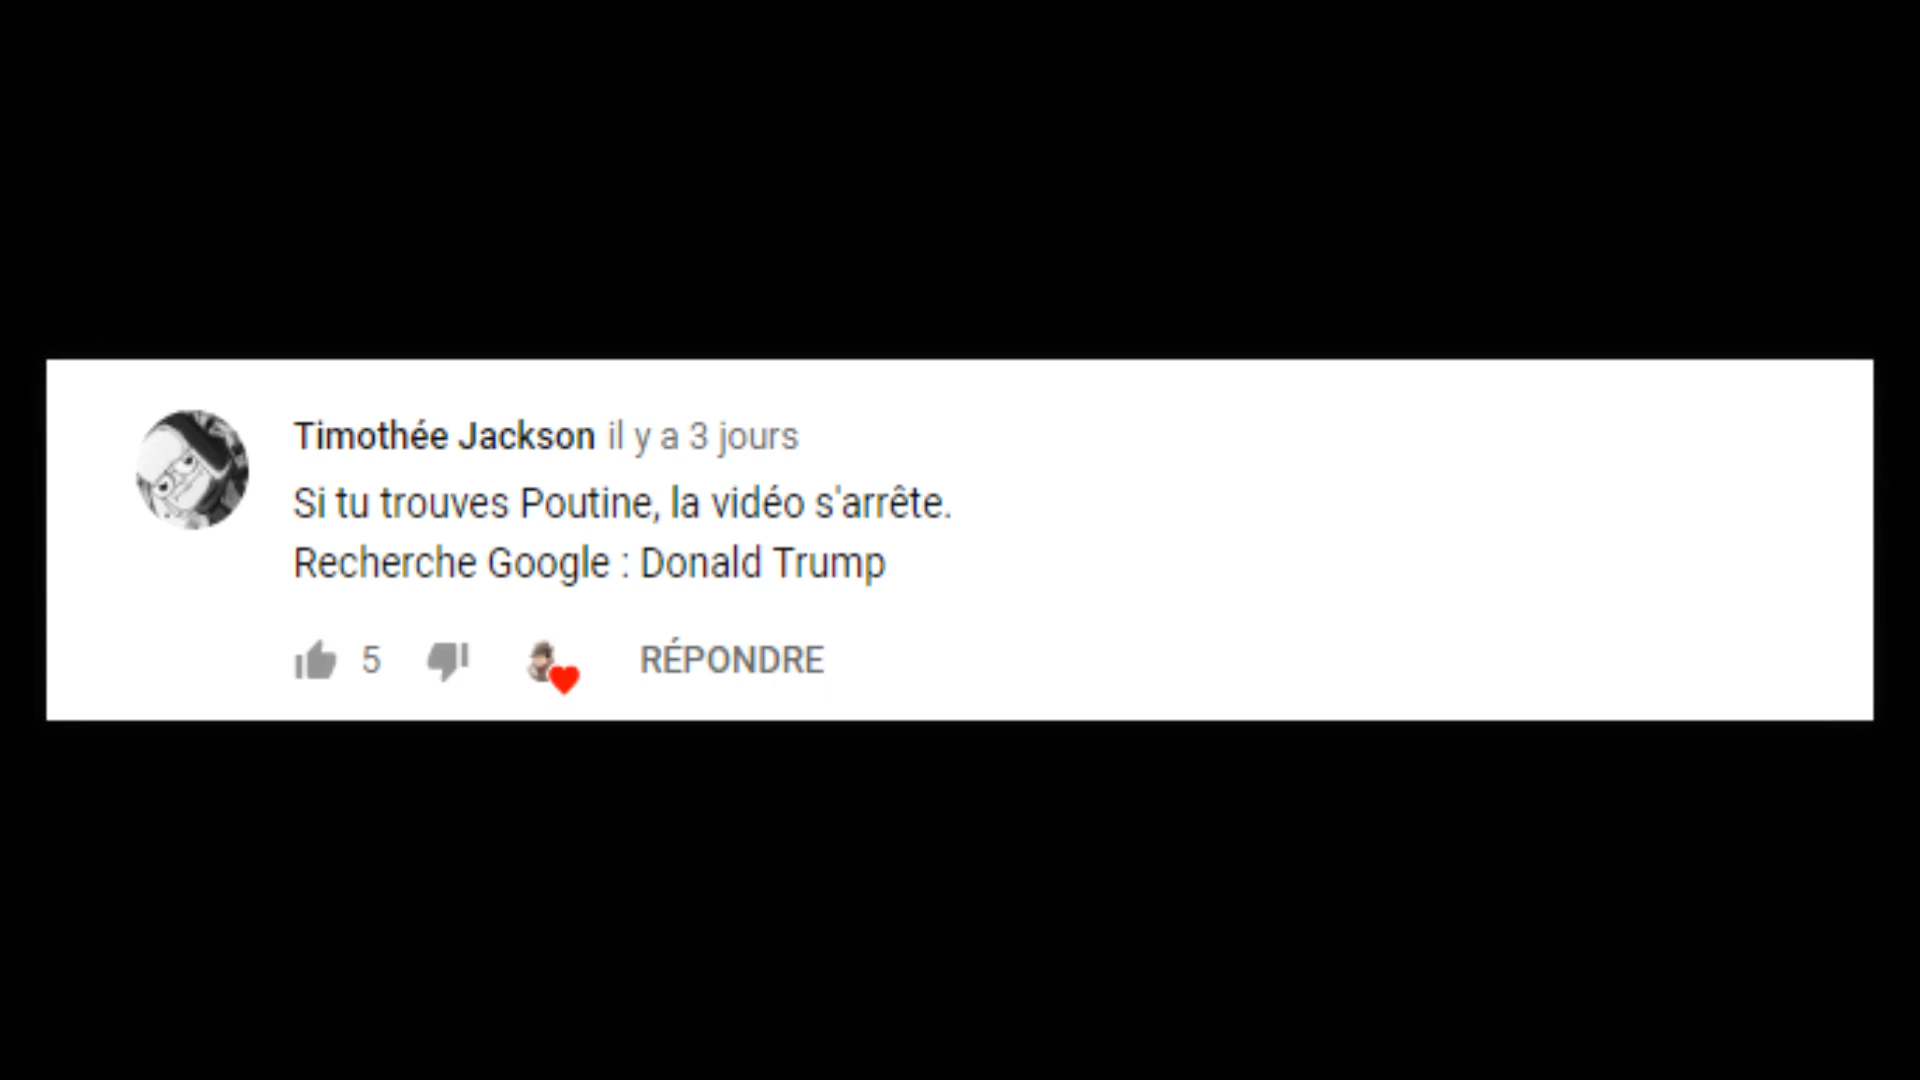 Timothée Jackson il y a 3 jours
Si tu trouves Poutine, la vidéo s'arrête.
Recherche Google : Donald Trump
5 RÉPONDRE